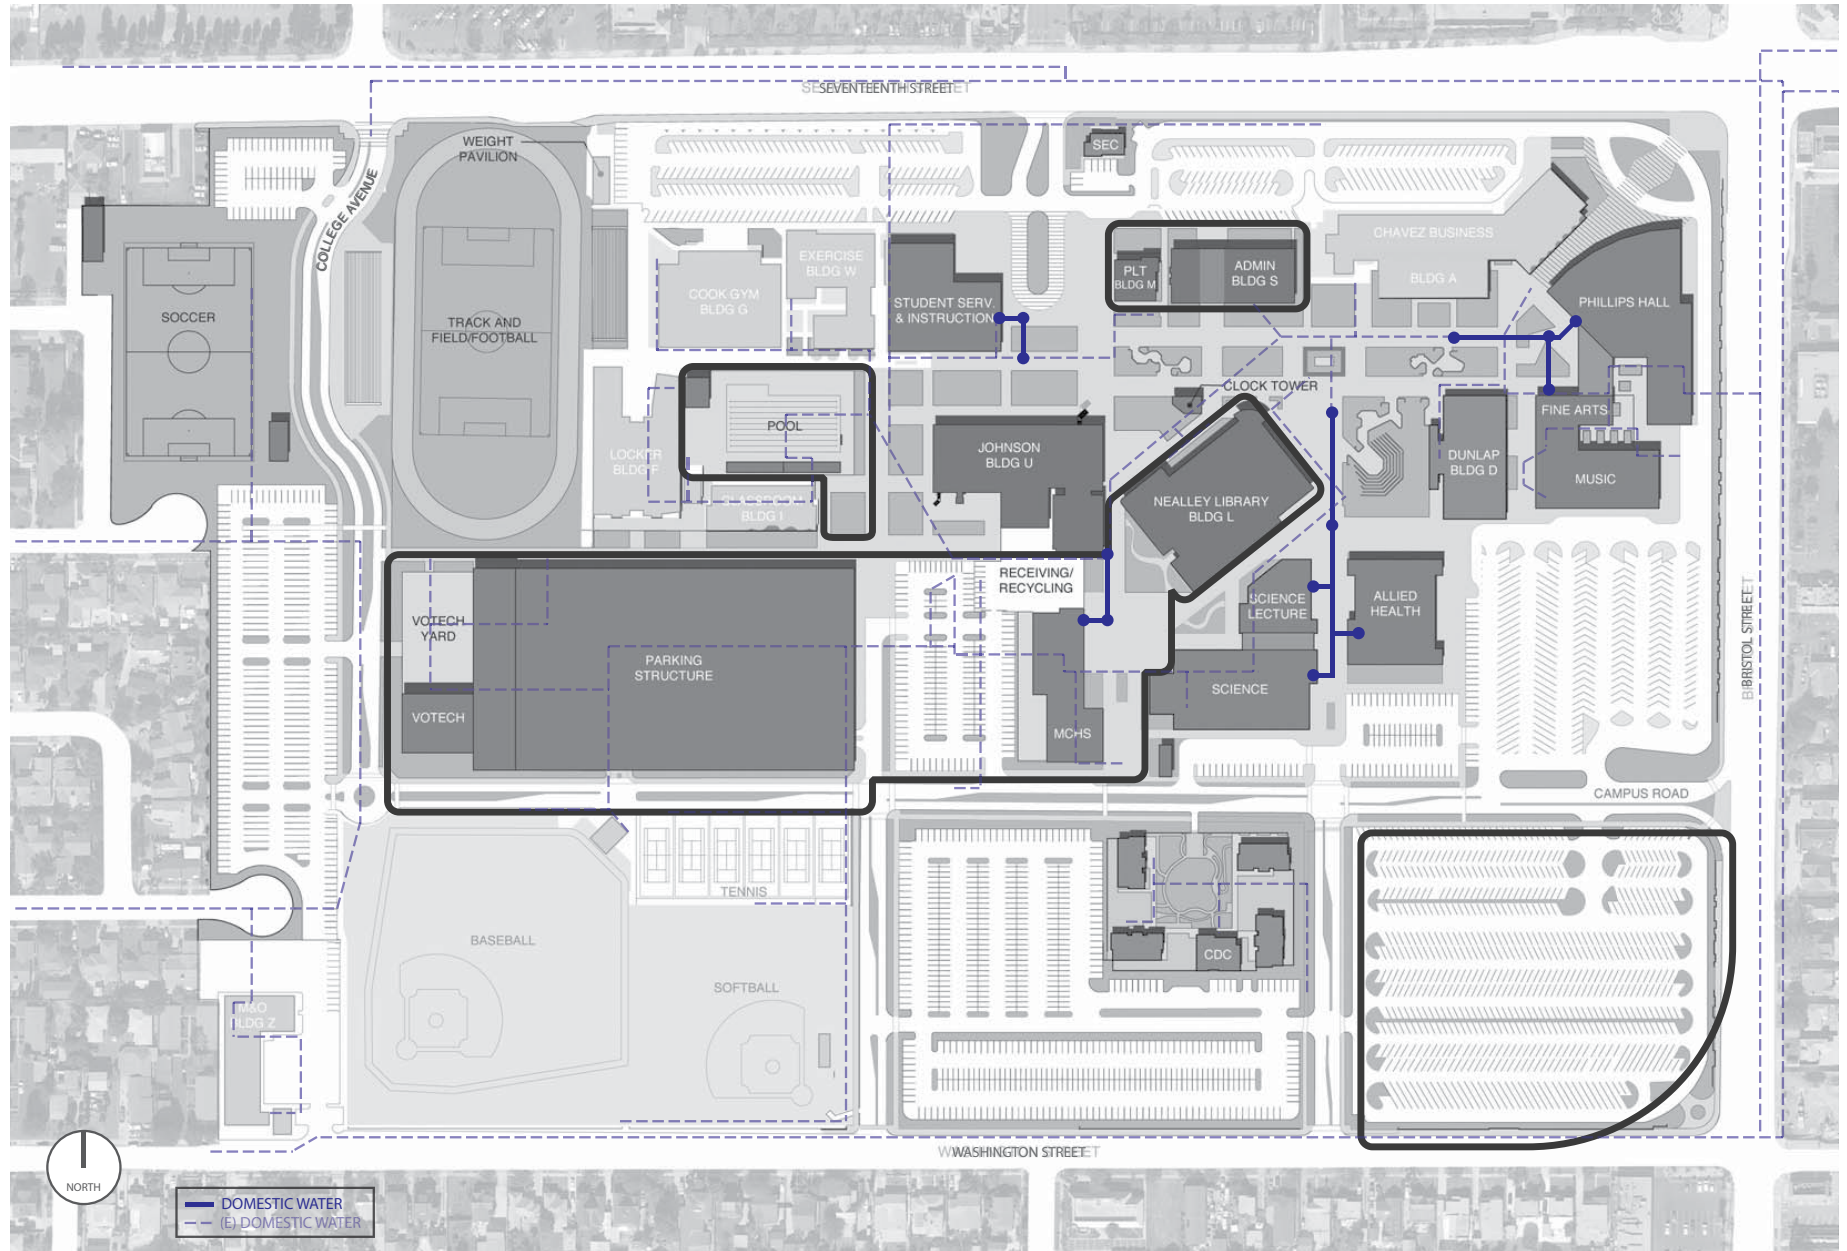 SEVENTEENTH STREET
WEIGHT
PAVILION
SEC
COLLEGE AVENUE
SOCCER
TRACK AND
FIELD/FOOTBALL
COOK GYM
BLDG G
EXERCISE
BLDG W
STUDENT SERV.
& INSTRUCTION
PLT
BLDG M
ADMIN
BLDG S
CHAVEZ BUSINESS
BLDG A
PHILLIPS HALL
CLOCK TOWER
LOCKER
BLDG F
POOL
CLASSROOM
BLDG I
JOHNSON
BLDG U
NEALLEY LIBRARY
BLDG L
DUNLAP
BLDG D
FINE ARTS
MUSIC
VOTECH
YARD
VOTECH
PARKING
STRUCTURE
RECEIVING/
RECYCLING
MCHS
SCIENCE
LECTURE
SCIENCE
ALLIED
HEALTH
BRISTOL STREET
CAMPUS ROAD
TENNIS
BASEBALL
SOFTBALL
CDC
M&O
BLDG Z
WASHINGTON STREET
NORTH
DOMESTIC WATER
(E) DOMESTIC WATER